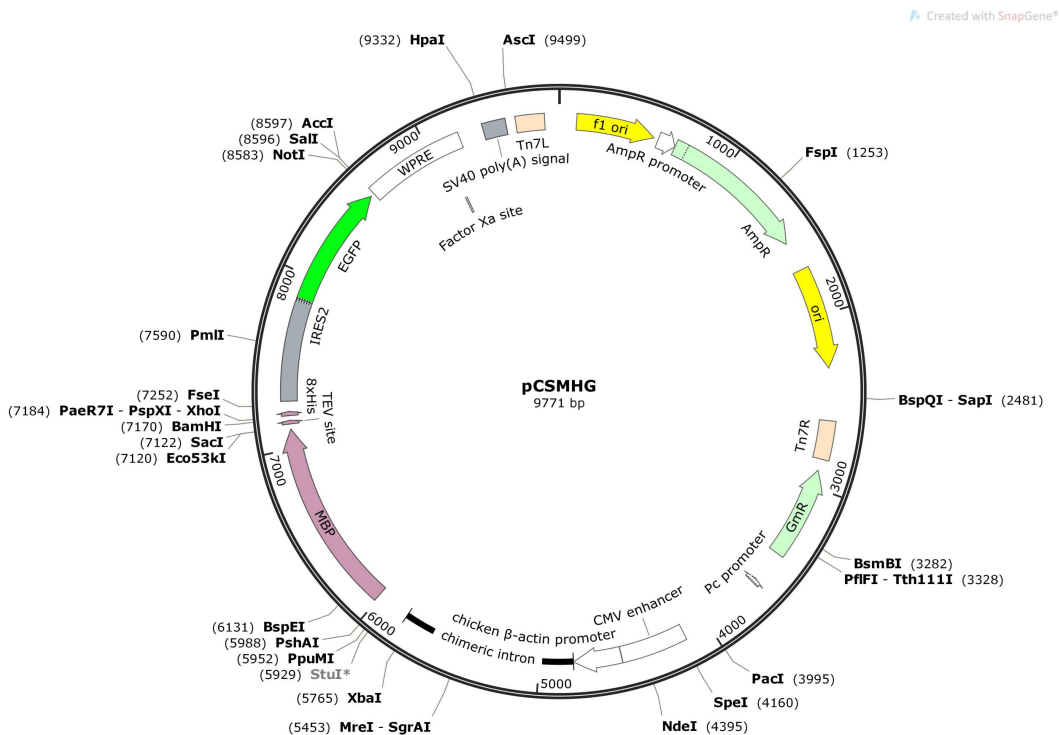 Created with SnapGene®
(9332) HpaI
AscI (9499)
(8597) AccI
(8596) SalI
(8583) NotI
FspI (1253)
(7590) PmlI
(7252) FseI
(7184) PaeR7I - PspXI - XhoI
(7170) BamHI
(7122) SacI
(7120) Eco53kI
BspQI - SapI (2481)
BsmBI (3282)
PflFI - Tth111I (3328)
(6131) BspEI
(5988) PshAI
(5952) PpuMI
(5929) StuI*
(5765) XbaI
(5453) MreI - SgrAI
PacI (3995)
SpeI (4160)
NdeI (4395)
pCSMHG
9771 bp
f1 ori
AmpR promoter
AmpR
ori
Tn7R
GmR
Pc promoter
CMV enhancer
chicken β-actin promoter
chimeric intron
MBP
TEV site
8xHis
IRES2
EGFP
WPRE
Factor Xa site
SV40 poly(A) signal
Tn7L
1000
2000
3000
4000
5000
6000
7000
8000
9000